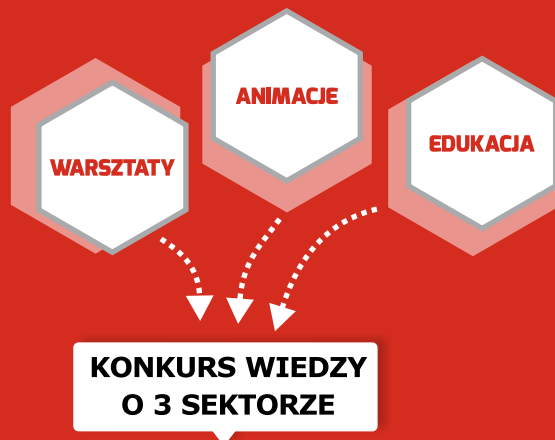 WARSZTATY
ANIMACJE
EDUKACJA
KONKURS WIEDZY
O 3 SEKTORZE